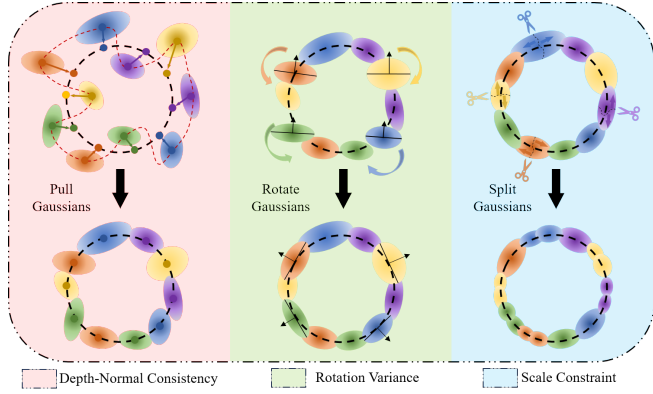 Pull
Gaussians
Rotate
Gaussians
Split
Gaussians
Depth-Normal Consistency
Rotation Variance
Scale Constraint